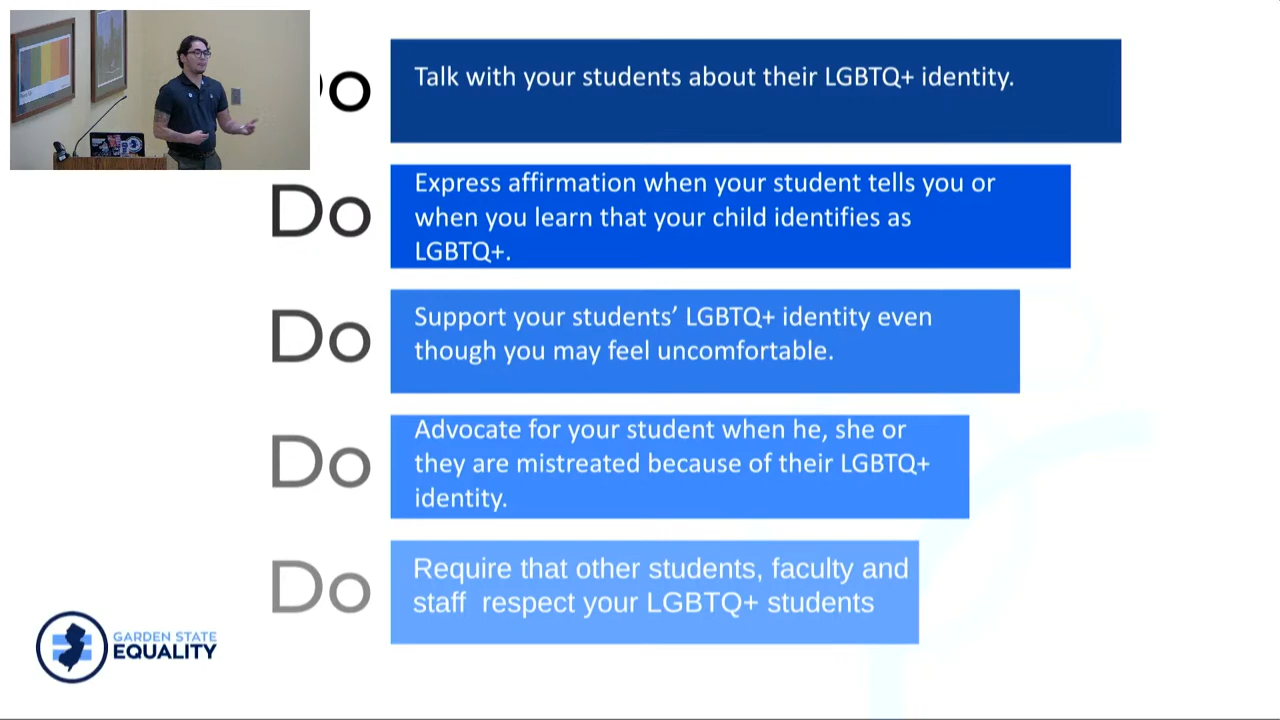 Do
Talk with your students about their LGBTQ+ identity.
Do
Express affirmation when your student tells you or
when you learn that your child identifies as
LGBTQ+.
Do
Support your students’ LGBTQ+ identity even
though you may feel uncomfortable.
Do
Advocate for your student when he, she or
they are mistreated because of their LGBTQ+
identity.
Do
Require that other students, faculty and
staff  respect your LGBTQ+ students
GARDEN STATE
EQUALITY